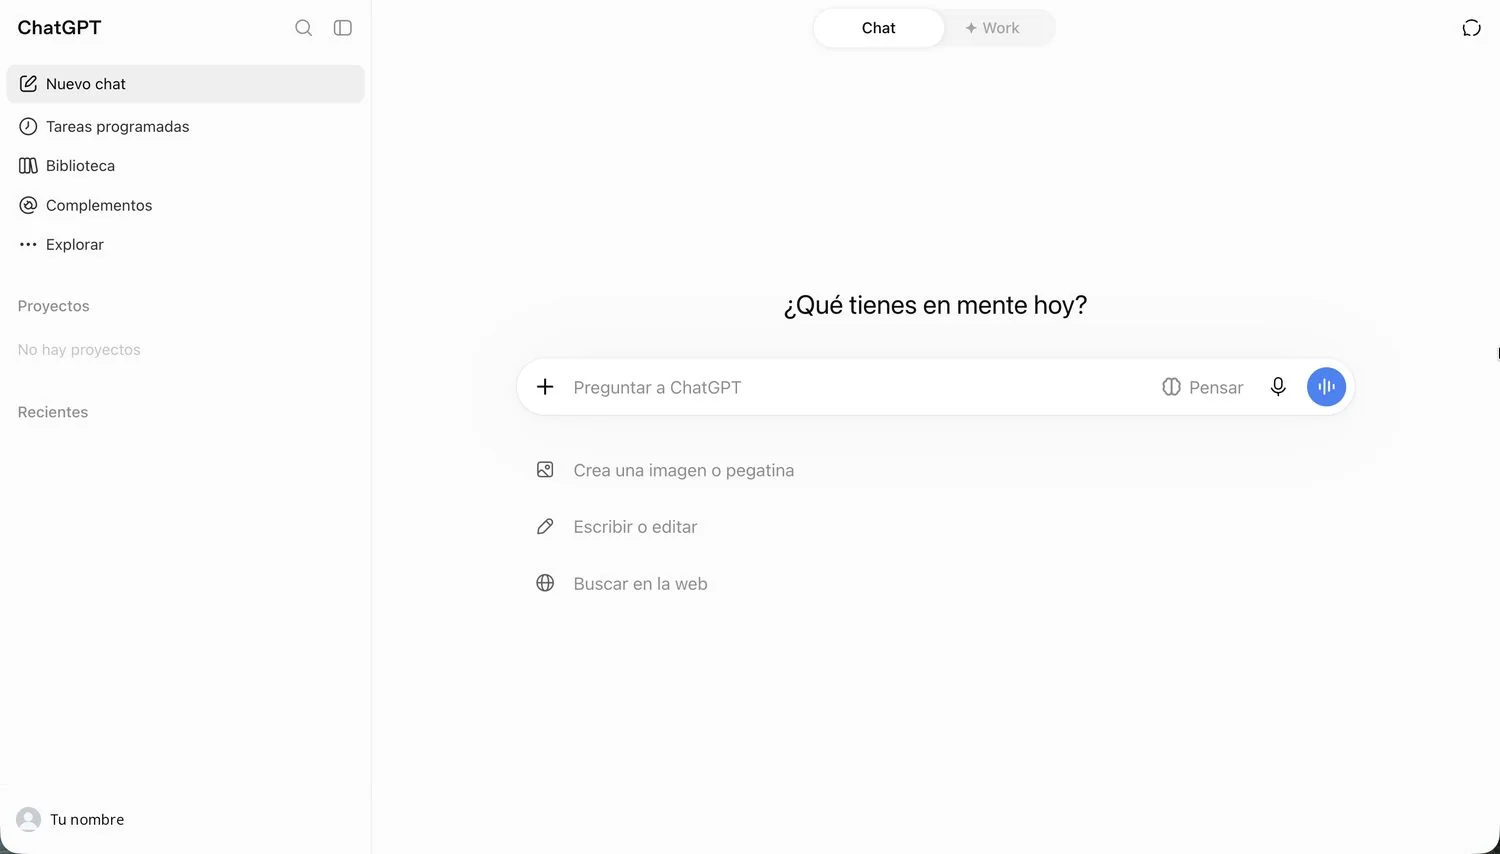 ChatGPT
Nuevo chat
Tareas programadas
Biblioteca
Complementos
Explorar
Proyectos
No hay proyectos
Recientes
Tu nombre
Chat
Work
¿Qué tienes en mente hoy?
Preguntar a ChatGPT
Pensar
Crea una imagen o pegatina
Escribir o editar
Buscar en la web